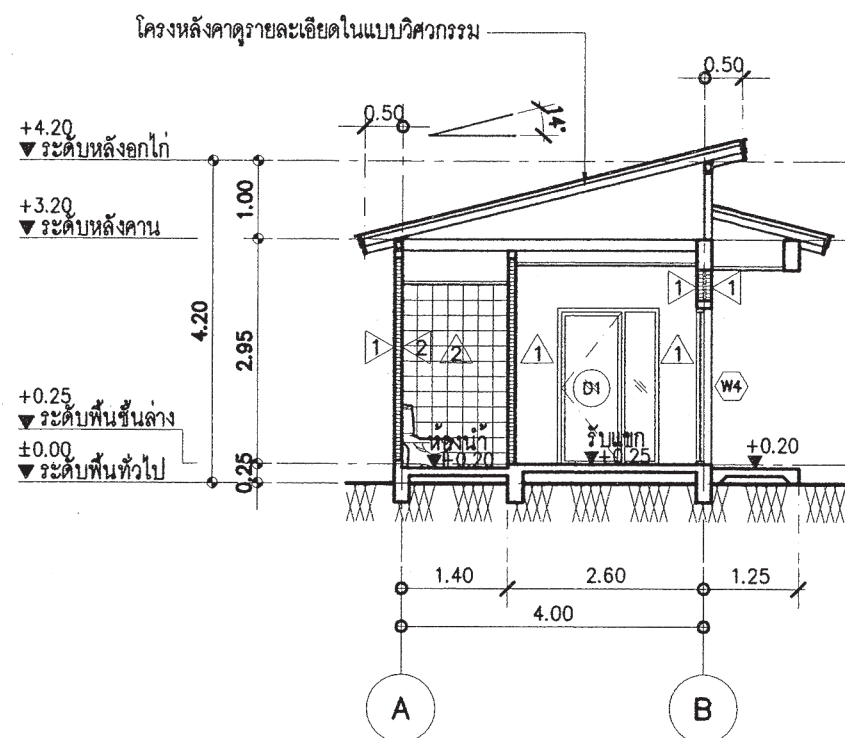 โครงหลังคาดูรายละเอียดในแบบวิศวกรรม
0.50
0.50
14°
+4.20
ระดับหลังอกไก่
1.00
+3.20
ระดับหลังคาน
4.20
2.95
1
1
1
2
2
1
1
D1
W4
+0.25
ระดับพื้นชั้นล่าง
ห้องน้ำ
+0.20
รับแขก
+0.25
+0.20
±0.00
ระดับพื้นทั่วไป
0.25
1.40
2.60
1.25
4.00
A
B